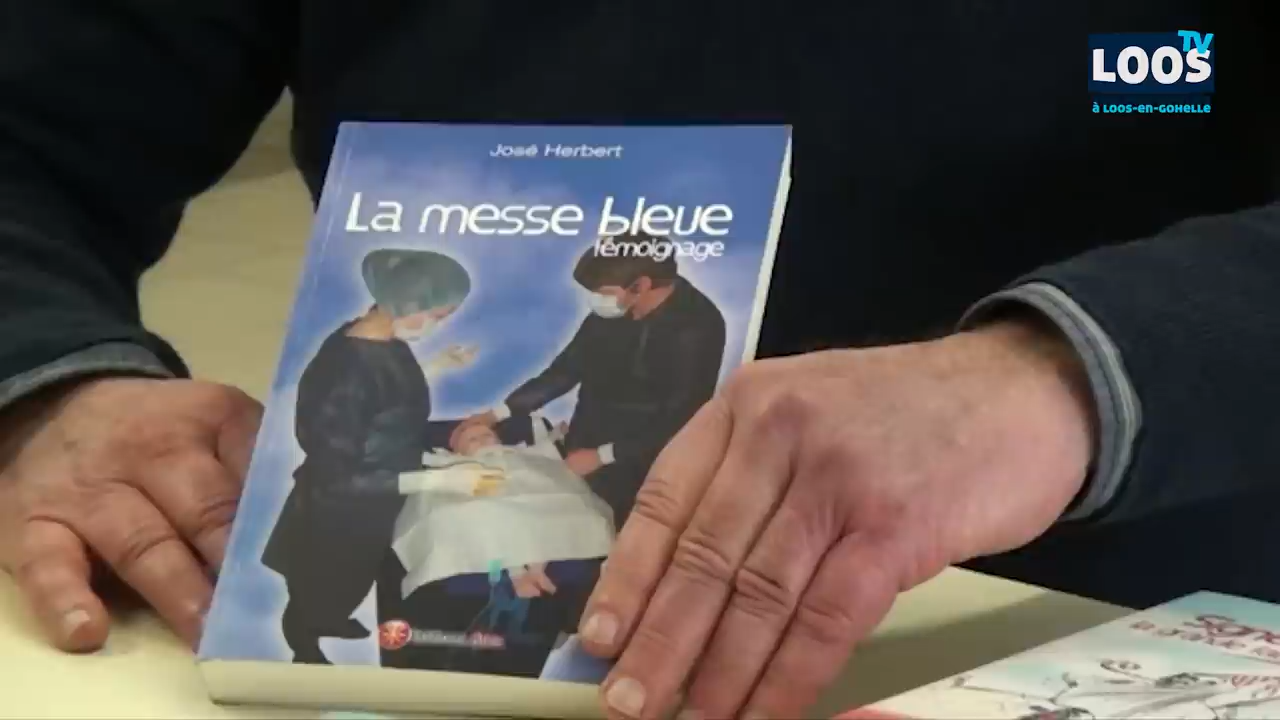 TV
LOOS
à LOOS-EN-GOHELLE
José Herbert
La messe bleue
témoignage